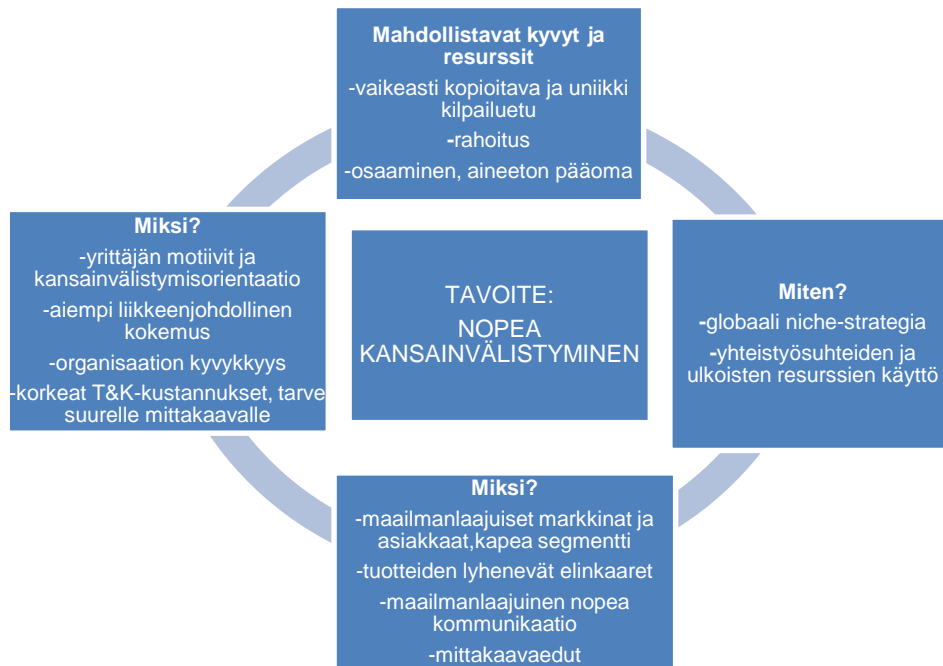 Mahdollistavat kyvyt ja
resurssit
-vaikeasti kopioitava ja uniikki
kilpailuetu
-rahoitus
-osaaminen, aineeton pääoma
Miksi?
-yrittäjän motiivit ja
kansainvälistymisorientaatio
-aiempi liikkeenjohdollinen
kokemus
-organisaation kyvykkyys
-korkeat T&K-kustannukset, tarve
suurelle mittakaavalle
TAVOITE:
NOPEA
KANSAINVÄLISTYMINEN
Miten?
-globaali niche-strategia
-yhteistyösuhteiden ja
ulkoisten resurssien käyttö
Miksi?
-maailmanlaajuiset markkinat ja
asiakkaat,kapea segmentti
-tuotteiden lyhenevät elinkaaret
-maailmanlaajuinen nopea
kommunikaatio
-mittakaavaedut